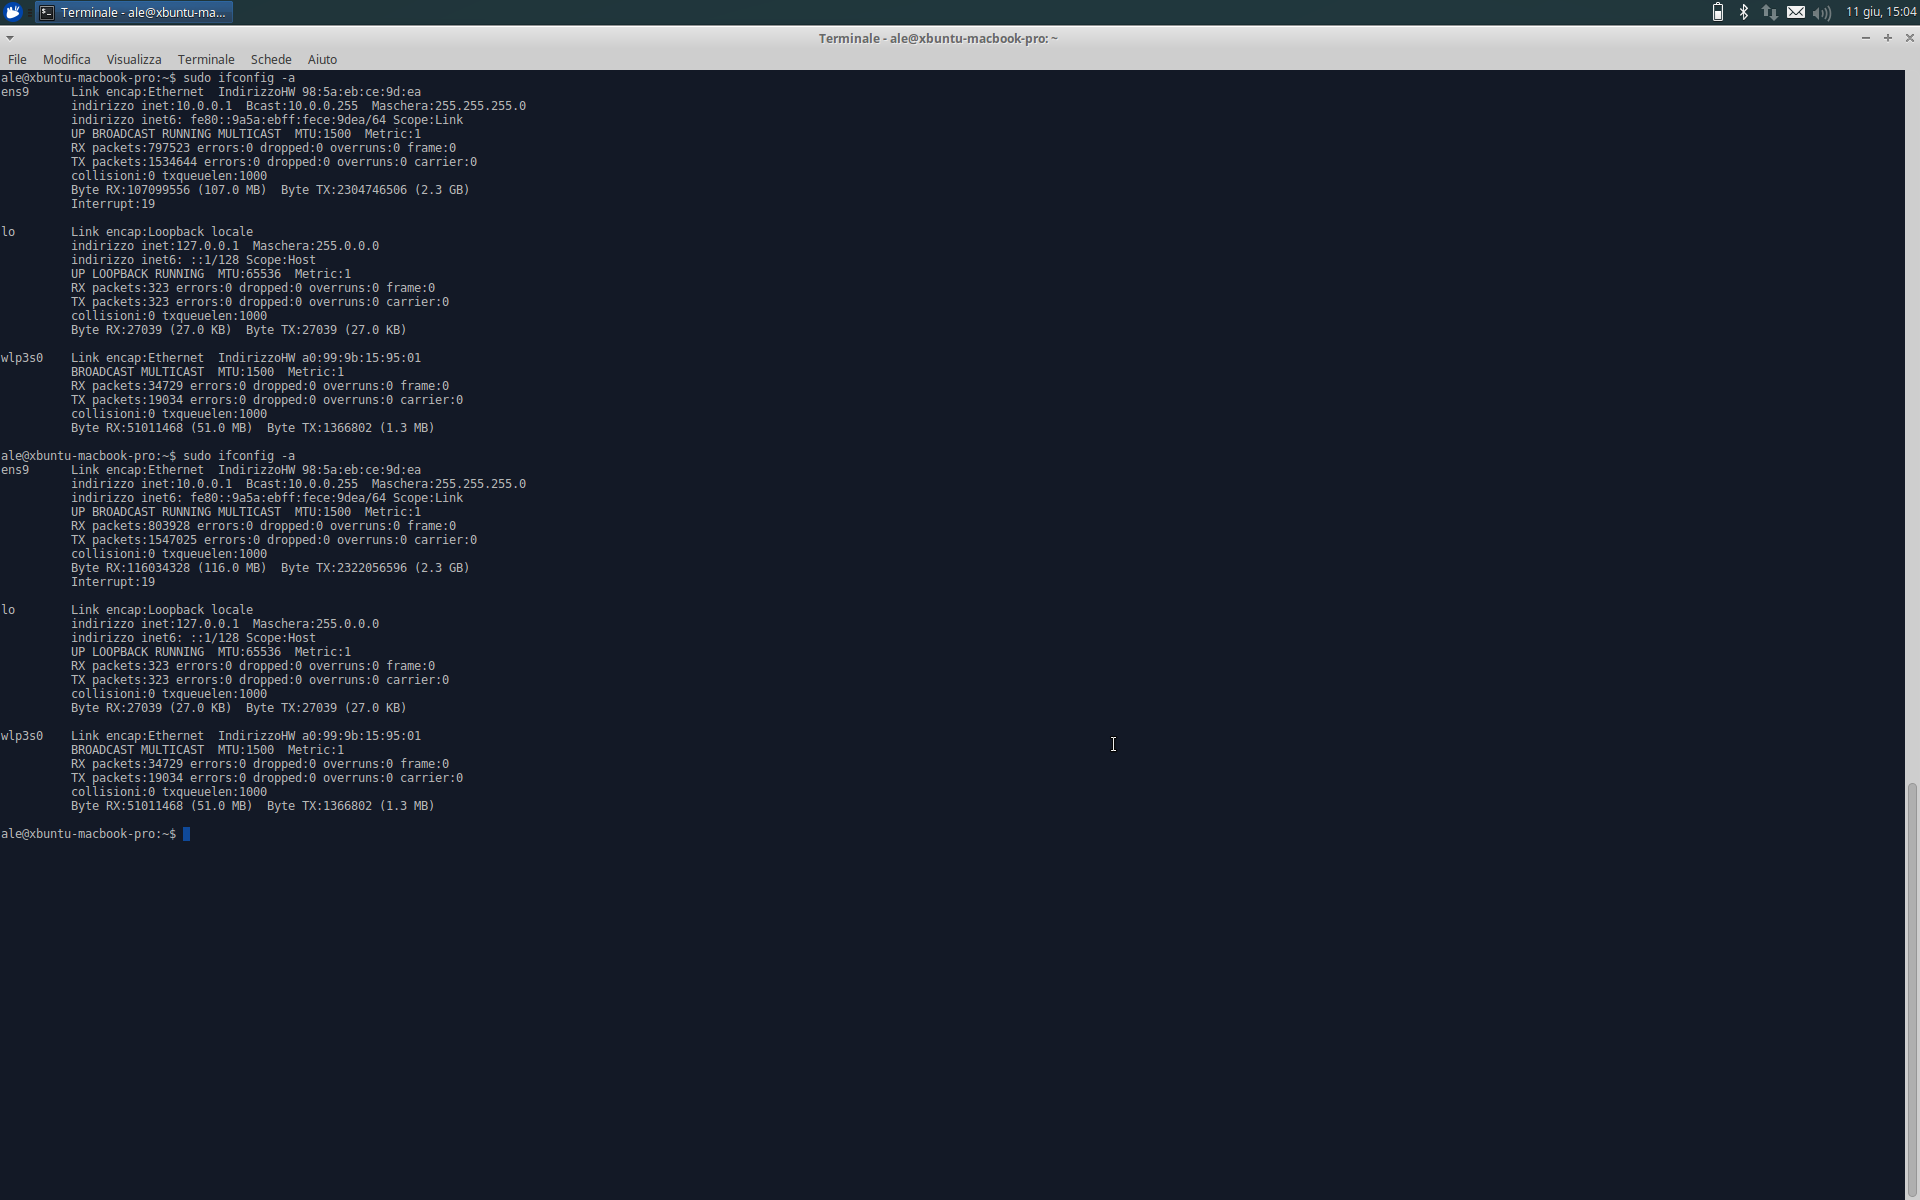 Terminale - ale@xbuntu-ma...
11 giu, 15:04
Terminale - ale@xbuntu-macbook-pro: ~
File Modifica Visualizza Terminale Schede Aiuto
ale@xbuntu-macbook-pro:~$ sudo ifconfig -a
ens9      Link encap:Ethernet  IndirizzoHW 98:5a:eb:ce:9d:ea
          indirizzo inet:10.0.0.1  Bcast:10.0.0.255  Maschera:255.255.255.0
          indirizzo inet6: fe80::9a5a:ebff:fece:9dea/64 Scope:Link
          UP BROADCAST RUNNING MULTICAST  MTU:1500  Metric:1
          RX packets:797523 errors:0 dropped:0 overruns:0 frame:0
          TX packets:1534644 errors:0 dropped:0 overruns:0 carrier:0
          collisioni:0 txqueuelen:1000
          Byte RX:107099556 (107.0 MB)  Byte TX:2304746506 (2.3 GB)
          Interrupt:19
lo        Link encap:Loopback locale
          indirizzo inet:127.0.0.1  Maschera:255.0.0.0
          indirizzo inet6: ::1/128 Scope:Host
          UP LOOPBACK RUNNING  MTU:65536  Metric:1
          RX packets:323 errors:0 dropped:0 overruns:0 frame:0
          TX packets:323 errors:0 dropped:0 overruns:0 carrier:0
          collisioni:0 txqueuelen:1000
          Byte RX:27039 (27.0 KB)  Byte TX:27039 (27.0 KB)
wlp3s0    Link encap:Ethernet  IndirizzoHW a0:99:9b:15:95:01
          BROADCAST MULTICAST  MTU:1500  Metric:1
          RX packets:34729 errors:0 dropped:0 overruns:0 frame:0
          TX packets:19034 errors:0 dropped:0 overruns:0 carrier:0
          collisioni:0 txqueuelen:1000
          Byte RX:51011468 (51.0 MB)  Byte TX:1366802 (1.3 MB)
ale@xbuntu-macbook-pro:~$ sudo ifconfig -a
ens9      Link encap:Ethernet  IndirizzoHW 98:5a:eb:ce:9d:ea
          indirizzo inet:10.0.0.1  Bcast:10.0.0.255  Maschera:255.255.255.0
          indirizzo inet6: fe80::9a5a:ebff:fece:9dea/64 Scope:Link
          UP BROADCAST RUNNING MULTICAST  MTU:1500  Metric:1
          RX packets:803928 errors:0 dropped:0 overruns:0 frame:0
          TX packets:1547025 errors:0 dropped:0 overruns:0 carrier:0
          collisioni:0 txqueuelen:1000
          Byte RX:116034328 (116.0 MB)  Byte TX:2322056596 (2.3 GB)
          Interrupt:19
lo        Link encap:Loopback locale
          indirizzo inet:127.0.0.1  Maschera:255.0.0.0
          indirizzo inet6: ::1/128 Scope:Host
          UP LOOPBACK RUNNING  MTU:65536  Metric:1
          RX packets:323 errors:0 dropped:0 overruns:0 frame:0
          TX packets:323 errors:0 dropped:0 overruns:0 carrier:0
          collisioni:0 txqueuelen:1000
          Byte RX:27039 (27.0 KB)  Byte TX:27039 (27.0 KB)
wlp3s0    Link encap:Ethernet  IndirizzoHW a0:99:9b:15:95:01
          BROADCAST MULTICAST  MTU:1500  Metric:1
          RX packets:34729 errors:0 dropped:0 overruns:0 frame:0
          TX packets:19034 errors:0 dropped:0 overruns:0 carrier:0
          collisioni:0 txqueuelen:1000
          Byte RX:51011468 (51.0 MB)  Byte TX:1366802 (1.3 MB)
ale@xbuntu-macbook-pro:~$